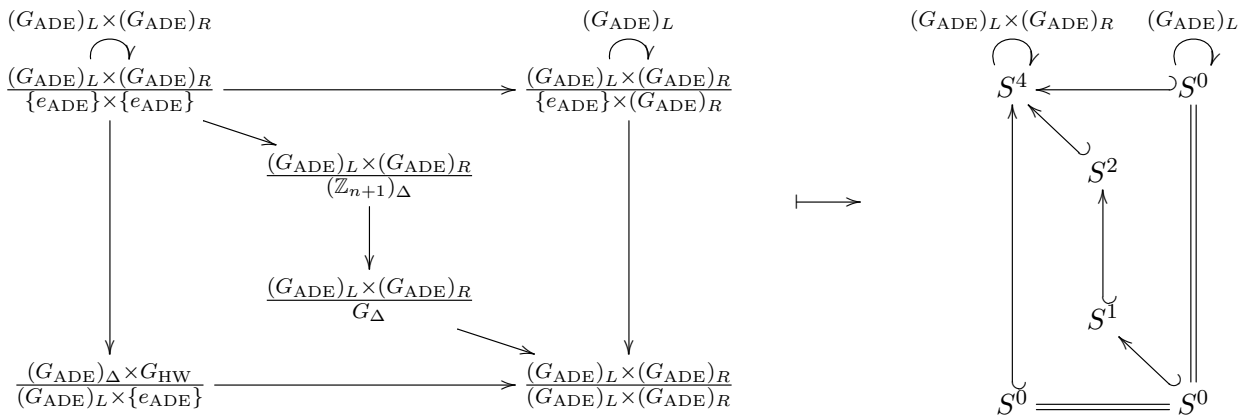 (G_ADE)_L×(G_ADE)_R (G_ADE)_L (G_ADE)_L×(G_ADE)_R (G_ADE)_L
(G_ADE)_L×(G_ADE)_R (G_ADE)_L×(G_ADE)_R S^4 S^0
{e_ADE}×{e_ADE} {e_ADE}×(G_ADE)_R
(G_ADE)_L×(G_ADE)_R S^2
(ℤ_{n+1})_Δ
(G_ADE)_L×(G_ADE)_R S^1
G_Δ
(G_ADE)_Δ×G_HW (G_ADE)_L×(G_ADE)_R S^0 S^0
(G_ADE)_L×{e_ADE} (G_ADE)_L×(G_ADE)_R